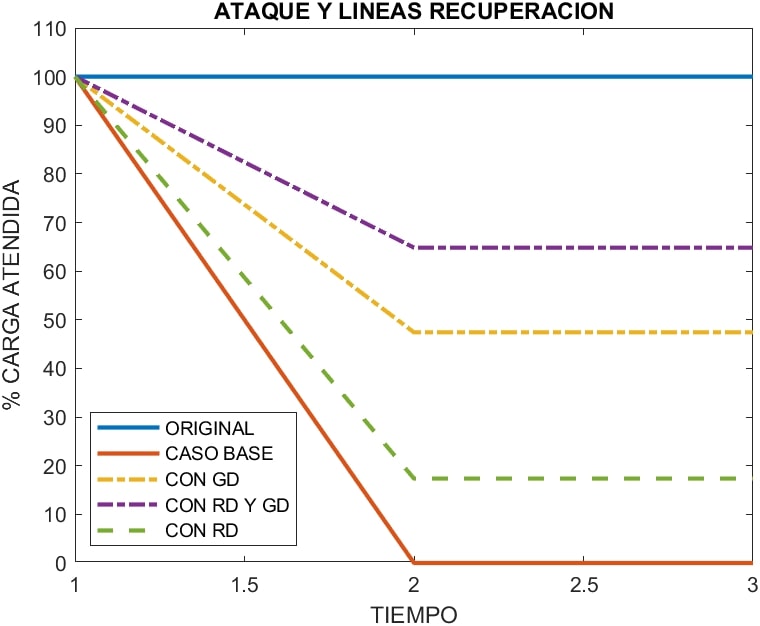 ATAQUE Y LINEAS RECUPERACION
% CARGA ATENDIDA
110
100
90
80
70
60
50
40
30
20
10
0
ORIGINAL
CASO BASE
CON GD
CON RD Y GD
CON RD
1
1.5
2
2.5
3
TIEMPO